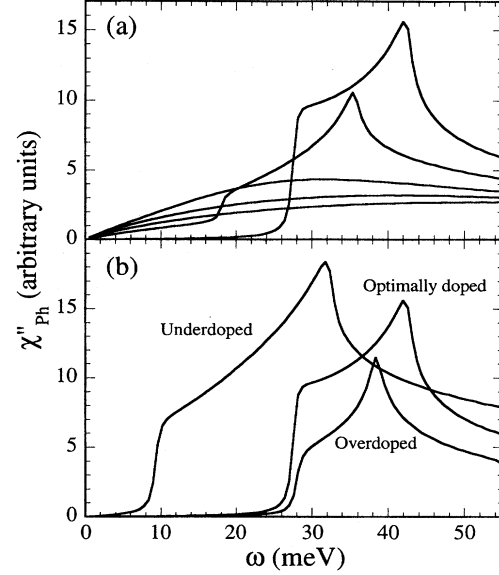 (a)
15
10
5
0
χ''Ph (arbitrary units)
(b)
Optimally doped
Underdoped
15
10
Overdoped
5
0
0 10 20 30 40 50
ω (meV)